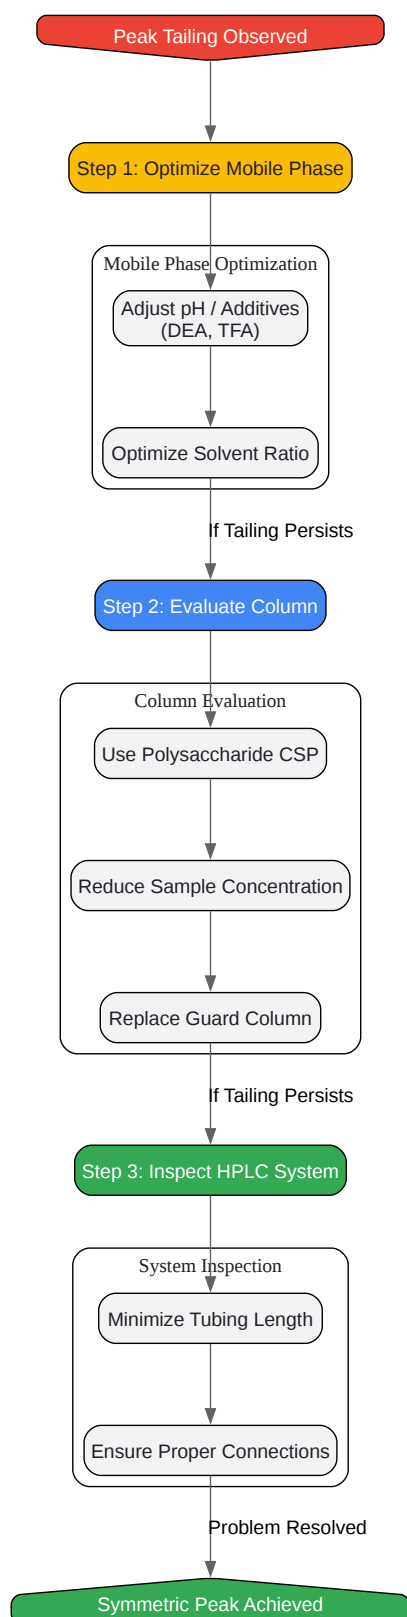 Peak Tailing Observed
Step 1: Optimize Mobile Phase
Mobile Phase Optimization
Adjust pH / Additives
(DEA, TFA)
Optimize Solvent Ratio
If Tailing Persists
Step 2: Evaluate Column
Column Evaluation
Use Polysaccharide CSP
Reduce Sample Concentration
Replace Guard Column
If Tailing Persists
Step 3: Inspect HPLC System
System Inspection
Minimize Tubing Length
Ensure Proper Connections
Problem Resolved
Symmetric Peak Achieved